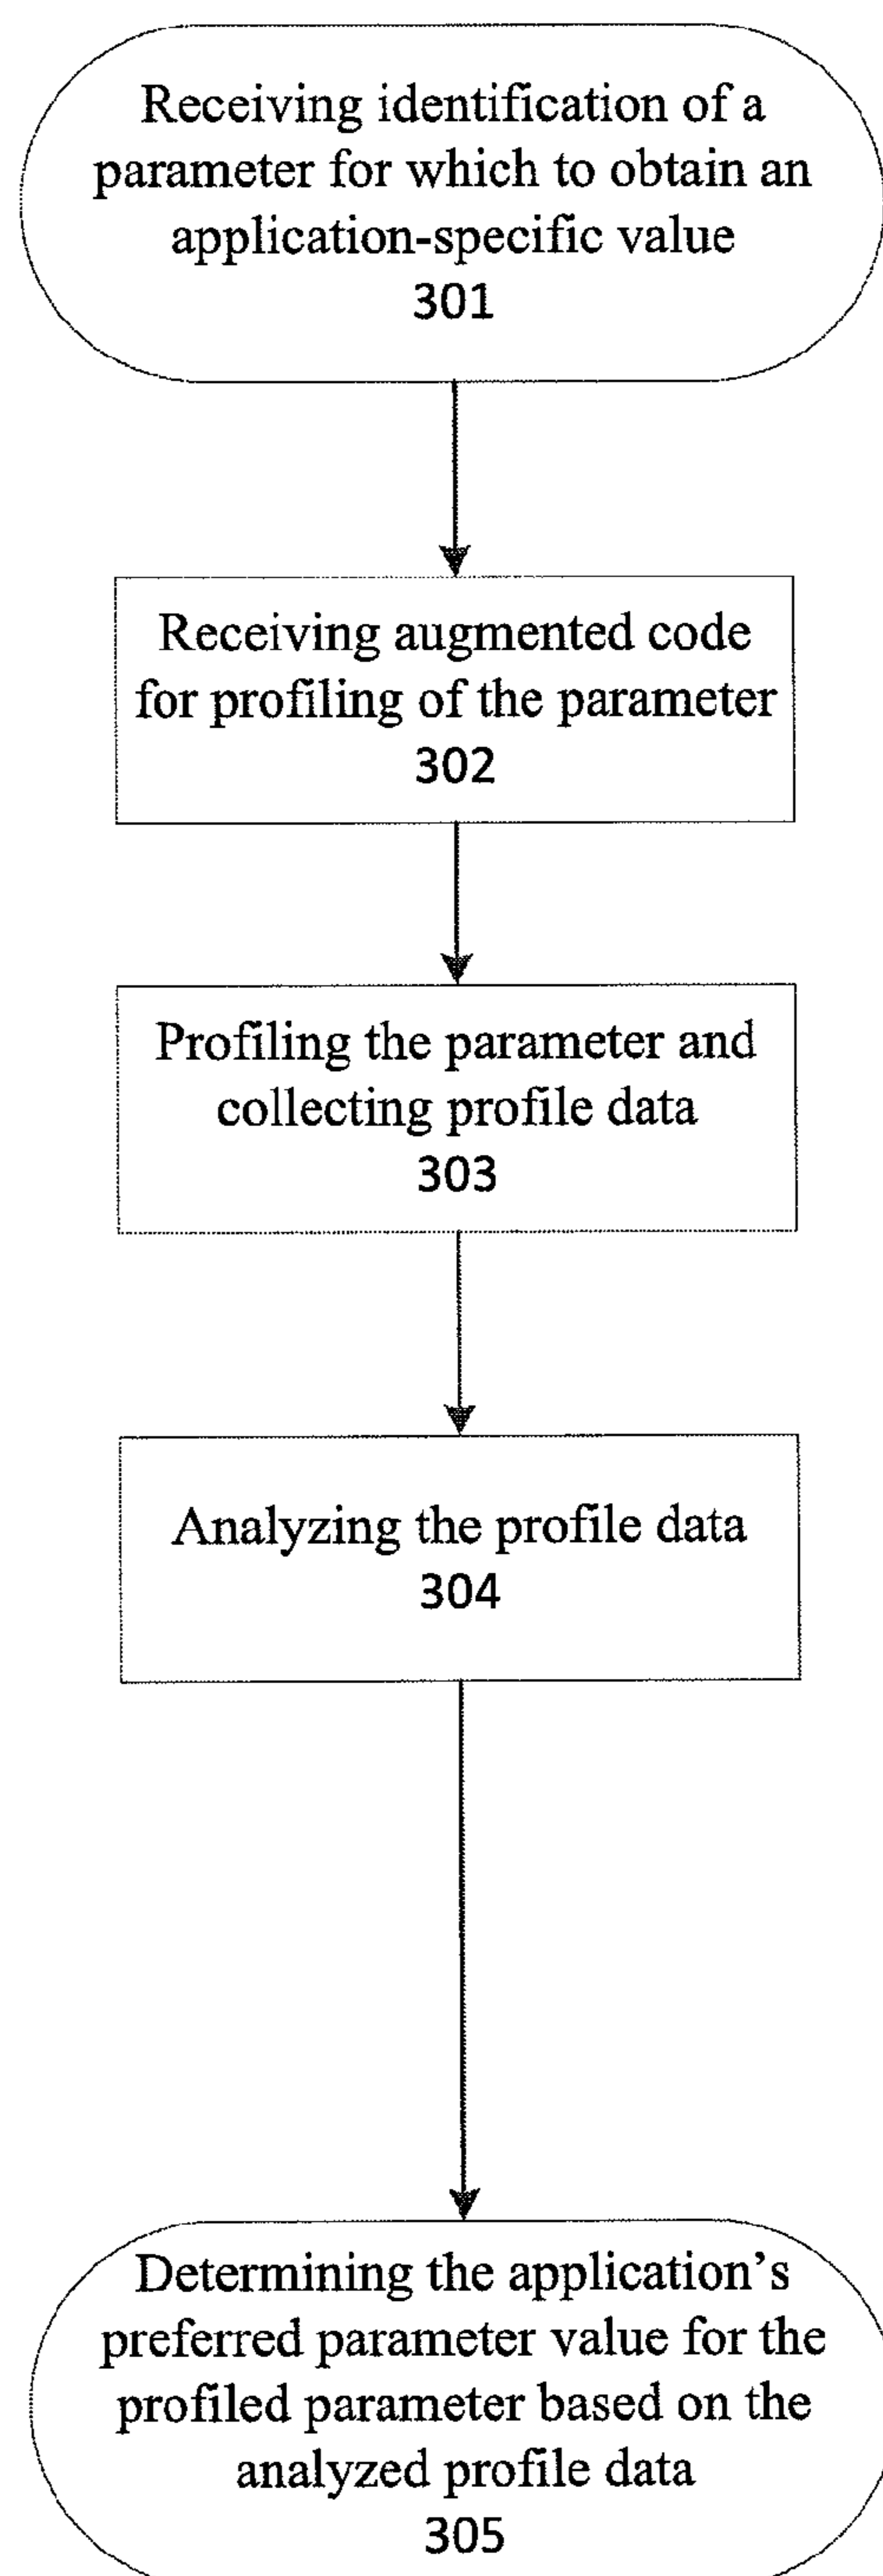 Receiving identification of a
parameter for which to obtain an
application-specific value
301
Receiving augmented code
for profiling of the parameter
302
Profiling the parameter and
collecting profile data
303
Analyzing the profile data
304
Determining the application's
preferred parameter value for the
profiled parameter based on the
analyzed profile data
305